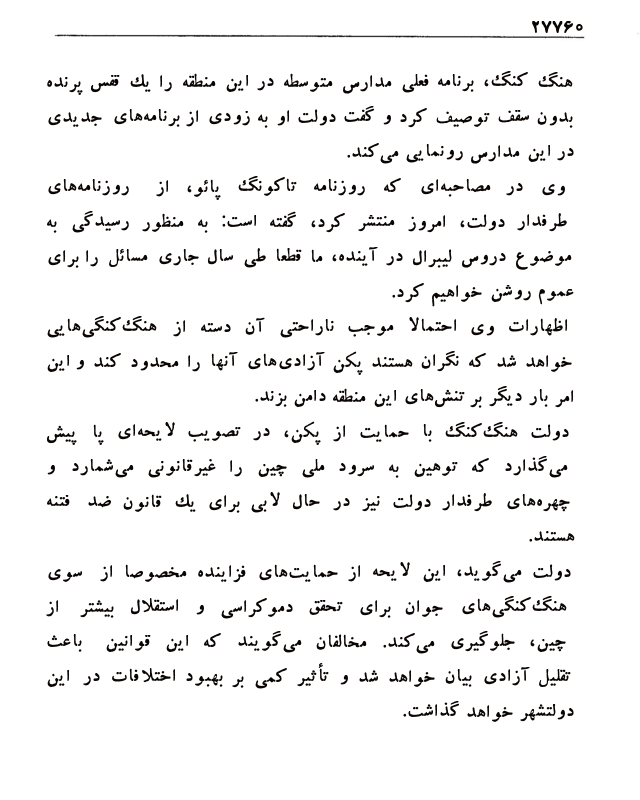 ۲۷۷۶۰
هنگ کنگ، برنامه فعلی مدارس متوسطه در این منطقه را یك قفس پرنده
بدون سقف توصیف کرد و گفت دولت او به زودی از برنامه‌های جدیدی
در این مدارس رونمایی می‌کند.
وی در مصاحبه‌ای که روزنامه تاکونگ پائو، از روزنامه‌های
طرفدار دولت، امروز منتشر کرد، گفته است: به منظور رسیدگی به
موضوع دروس لیبرال در آینده، ما قطعا طی سال جاری مسائل را برای
عموم روشن خواهیم کرد.
اظهارات وی احتمالا موجب ناراحتی آن دسته از هنگ‌کنگی‌هایی
خواهد شد که نگران هستند پکن آزادی‌های آنها را محدود کند و این
امر بار دیگر بر تنش‌های این منطقه دامن بزند.
دولت هنگ‌کنگ با حمایت از پکن، در تصویب لایحه‌ای پا پیش
می‌گذارد که توهین به سرود ملی چین را غیرقانونی می‌شمارد و
چهره‌های طرفدار دولت نیز در حال لابی برای یك قانون ضد فتنه
هستند.
دولت می‌گوید، این لایحه از حمایت‌های فزاینده مخصوصا از سوی
هنگ‌کنگی‌های جوان برای تحقق دموکراسی و استقلال بیشتر از
چین، جلوگیری می‌کند. مخالفان می‌گویند که این قوانین باعث
تقلیل آزادی بیان خواهد شد و تأثیر کمی بر بهبود اختلافات در این
دولتشهر خواهد گذاشت.